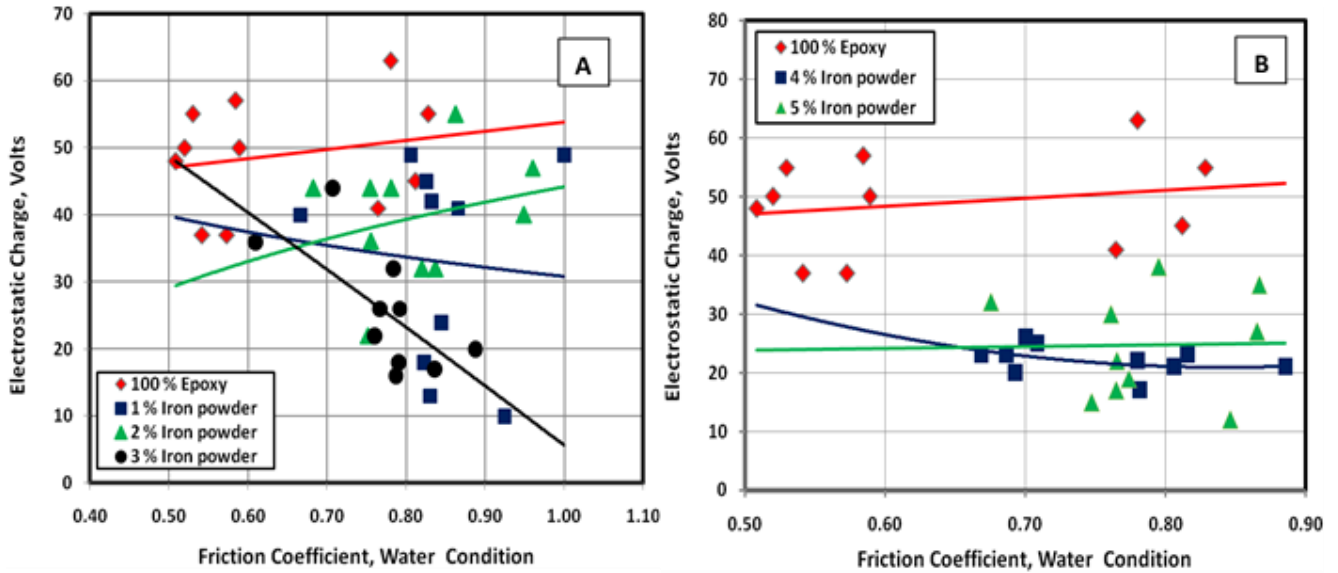 70
60
50
40
30
20
10
0
0.40 0.50 0.60 0.70 0.80 0.90 1.00 1.10
Electrostatic Charge, Volts
Friction Coefficient, Water Condition
A
100 % Epoxy
1 % Iron powder
2 % Iron powder
3 % Iron powder
80
70
60
50
40
30
20
10
0
0.50 0.60 0.70 0.80 0.90
Electrostatic Charge, Volts
Friction Coefficient, Water Condition
B
100 % Epoxy
4 % Iron powder
5 % Iron powder